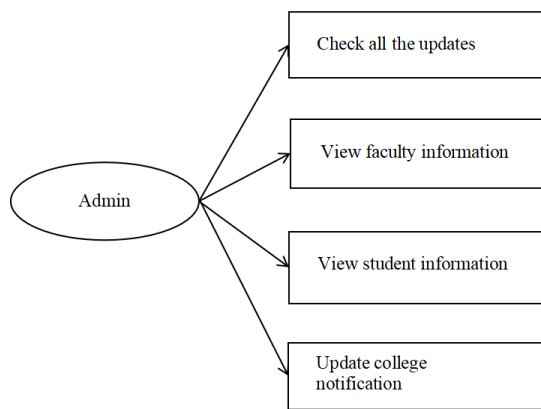 Check all the updates
View faculty information
Admin
View student information
Update college
notification